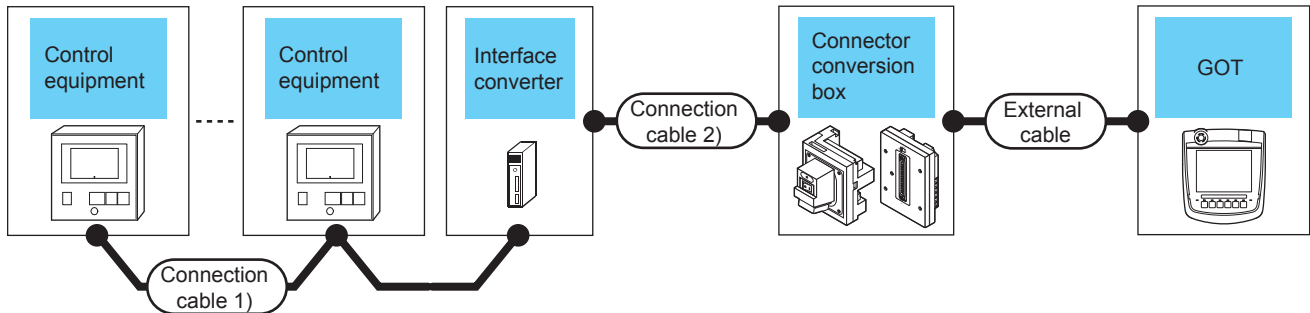 Control
equipment
Control
equipment
Interface
converter
Connector
conversion
box
GOT
Connection
cable 2)
External
cable
Connection
cable 1)